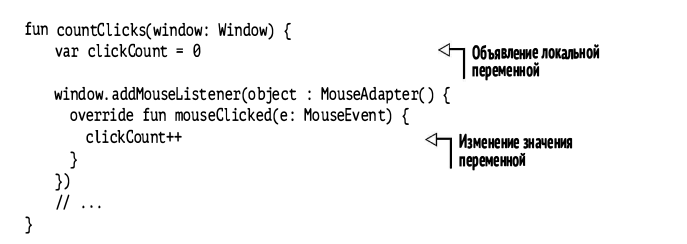 fun countClicks(window: Window) {
    var clickCount = 0
Объявление локальной
переменной
    window.addMouseListener(object : MouseAdapter() {
      override fun mouseClicked(e: MouseEvent) {
        clickCount++
Изменение значения
переменной
      }
    })
    // ...
}